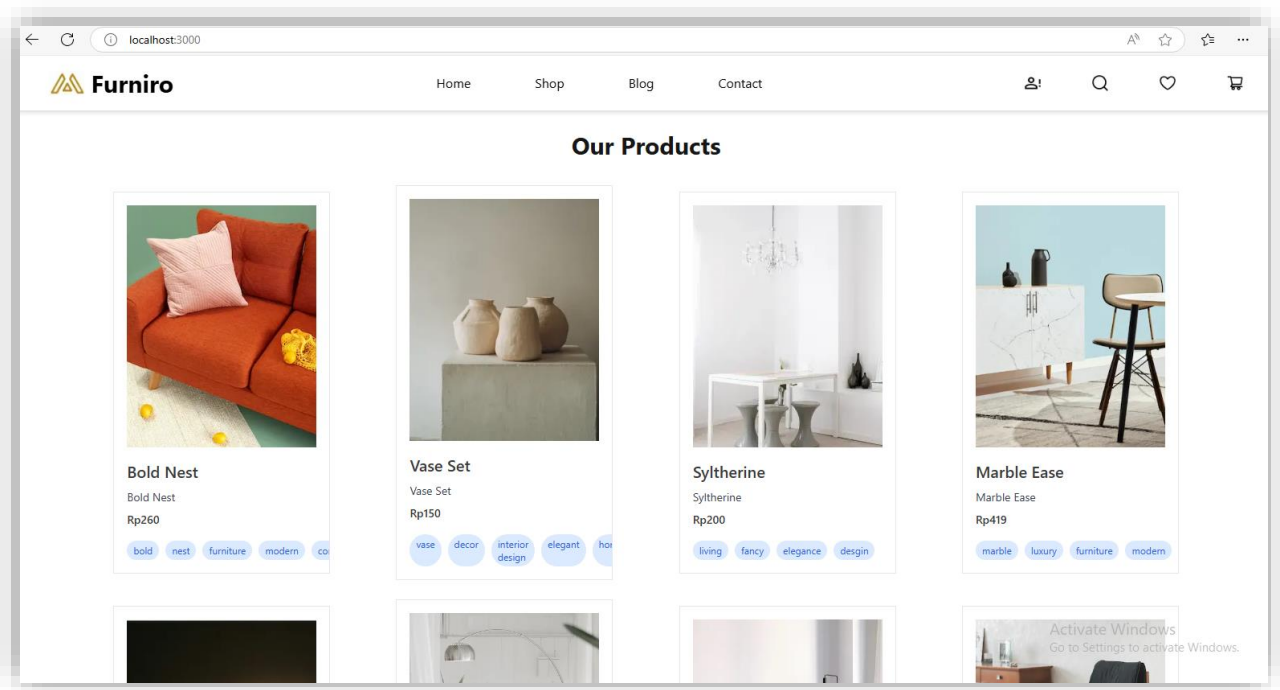 localhost:3000
Furniro
Home Shop Blog Contact
Our Products
Bold Nest
Bold Nest
Rp260
bold nest furniture modern co
Vase Set
Vase Set
Rp150
vase decor interior design elegant hor
Syltherine
Syltherine
Rp200
living fancy elegance desgin
Marble Ease
Marble Ease
Rp419
marble luxury furniture modern
Activate Windows
Go to Settings to activate Windows.